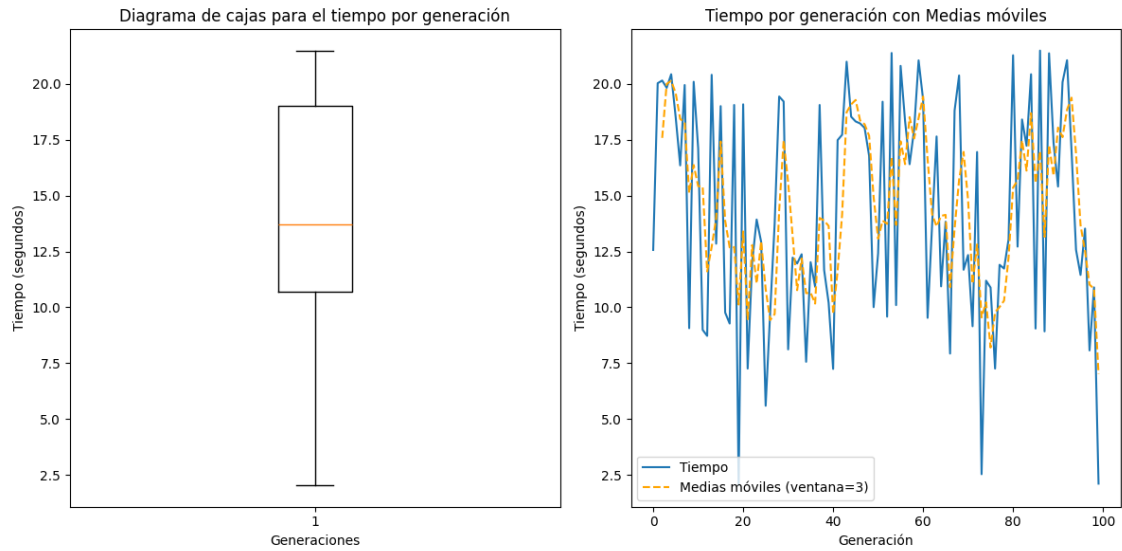 Diagrama de cajas para el tiempo por generación
Tiempo (segundos)
20.0
17.5
15.0
12.5
10.0
7.5
5.0
2.5
1
Generaciones
Tiempo por generación con Medias móviles
Tiempo (segundos)
20.0
17.5
15.0
12.5
10.0
7.5
5.0
2.5
Tiempo
Medias móviles (ventana=3)
0 20 40 60 80 100
Generación